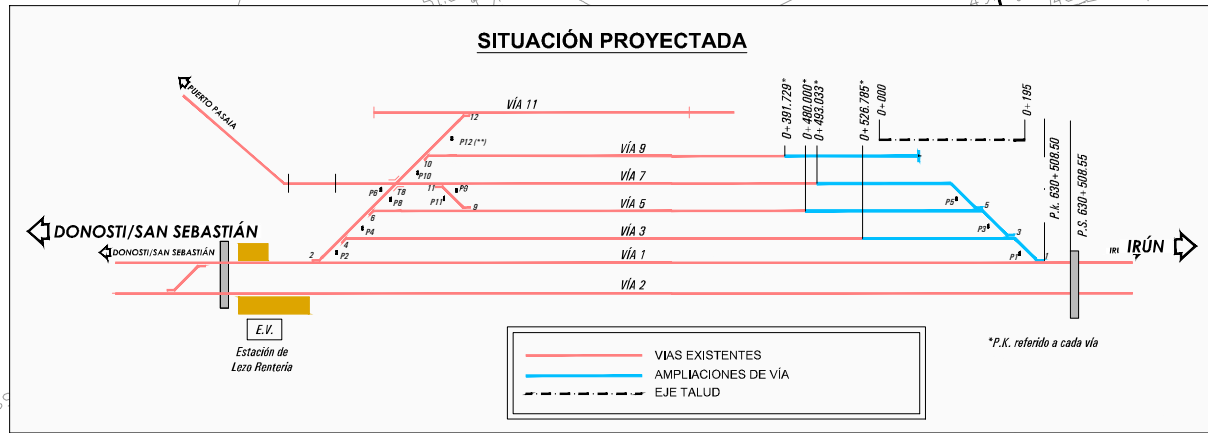 SITUACIÓN PROYECTADA
PUERTO PASAIA
VÍA 11
12
P12 (**)
0+391.729*
0+480.000*
0+493.033*
0+526.785*
0+000
0+195
P.k. 630+508.50
P.S. 630+508.55
VÍA 9
10
P10
VÍA 7
P6
T8
11
P9
P8
P11
9
VÍA 5
6
P5
5
P4
VÍA 3
P3
3
DONOSTI/SAN SEBASTIÁN
DONOSTI/SAN SEBASTIÁN
2
4
P2
VÍA 1
P1
1
IRÚN
VÍA 2
E.V.
Estación de
Lezo Renteria
*P.K. referido a cada vía
VIAS EXISTENTES
AMPLIACIONES DE VÍA
EJE TALUD